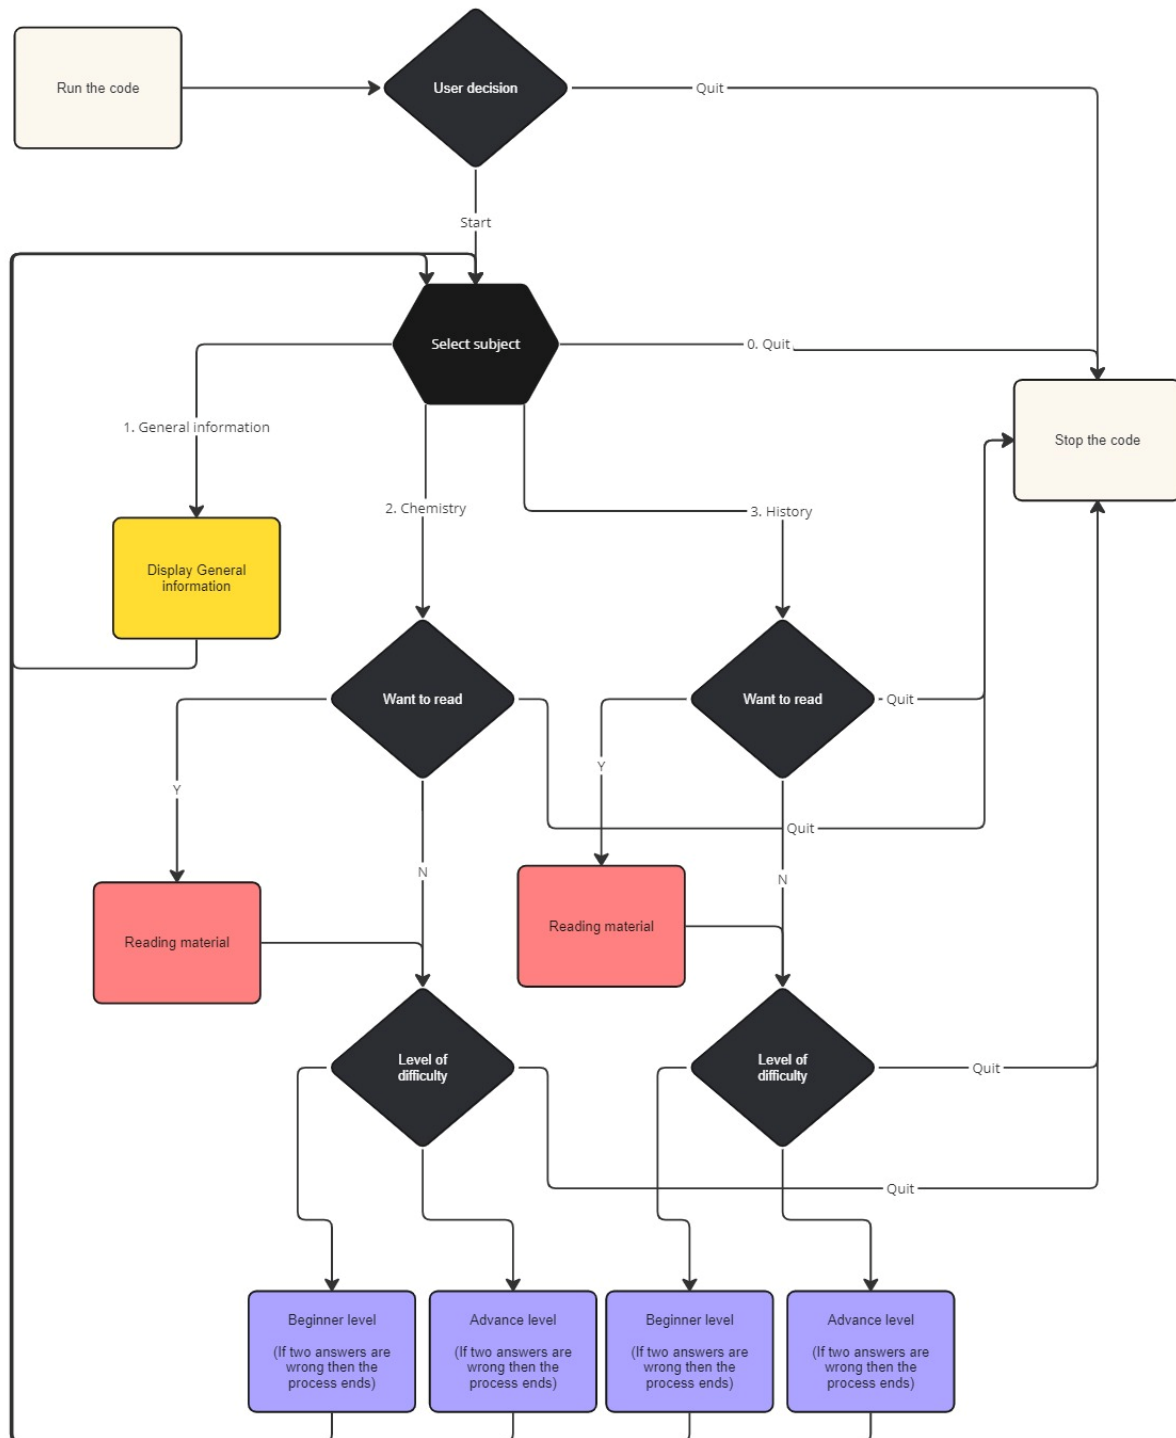 Run the code
User decision
Quit
Start
Select subject
0. Quit
1. General information
Stop the code
2. Chemistry
3. History
Display General
information
Want to read
Want to read
Quit
Y
Y
Quit
N
N
Reading material
Reading material
Level of
difficulty
Level of
difficulty
Quit
Quit
Beginner level
(If two answers are
wrong then the
process ends)
Advance level
(If two answers are
wrong then the
process ends)
Beginner level
(If two answers are
wrong then the
process ends)
Advance level
(If two answers are
wrong then the
process ends)